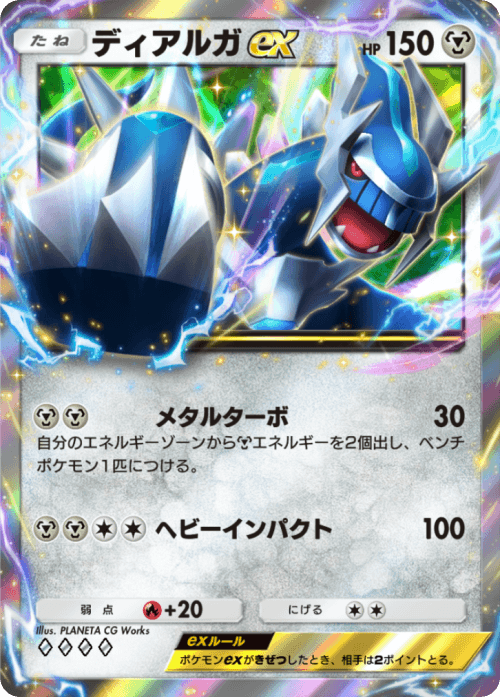 たね ディアルガex HP 150
メタルターボ 30
自分のエネルギーゾーンからエネルギーを2個出し、ベンチ
ポケモン1匹につける。
ヘビーインパクト 100
弱点 +20 にげる
Illus. PLANETA CG Works
exルール
ポケモンexがきぜつしたとき、相手は2ポイントとる。